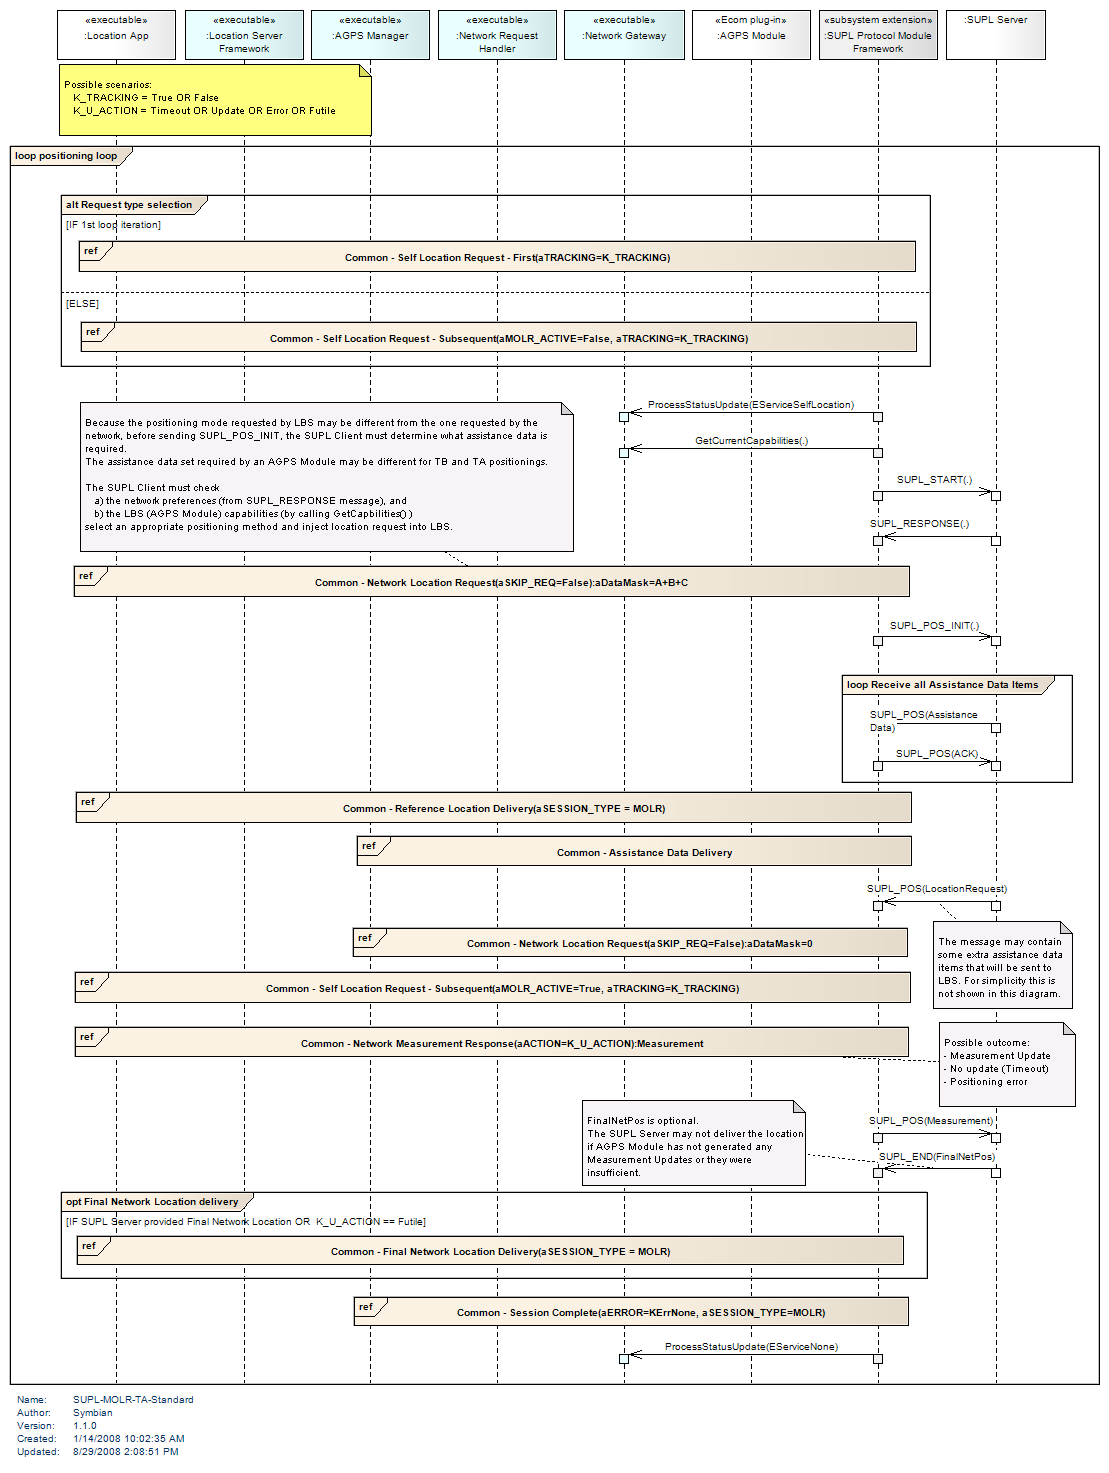 «executable»
:Location App
«executable»
:Location Server
Framework
«executable»
:AGPS Manager
«executable»
:Network Request
Handler
«executable»
:Network Gateway
«Ecom plug-in»
:AGPS Module
«subsystem extension»
:SUPL Protocol Module
Framework
:SUPL Server
Possible scenarios:
K_TRACKING = True OR False
K_U_ACTION = Timeout OR Update OR Error OR Futile
loop positioning loop
alt Request type selection
[IF 1st loop iteration]
ref
Common - Self Location Request - First(aTRACKING=K_TRACKING)
[ELSE]
ref
Common - Self Location Request - Subsequent(aMOLR_ACTIVE=False, aTRACKING=K_TRACKING)
ProcessStatusUpdate(EServiceSelfLocation)
GetCurrentCapabilities(.)
Because the positioning mode requested by LBS may be different from the one requested by the
network, before sending SUPL_POS_INIT, the SUPL Client must determine what assistance data is
required.
The assistance data set required by an AGPS Module may be different for TB and TA positionings.
The SUPL Client must check
a) the network preferences (from SUPL_RESPONSE message), and
b) the LBS (AGPS Module) capabilities (by calling GetCapbilities() )
select an appropriate positioning method and inject location request into LBS.
SUPL_START(.)
SUPL_RESPONSE(.)
ref
Common - Network Location Request(aSKIP_REQ=False):aDataMask=A+B+C
SUPL_POS_INIT(.)
loop Receive all Assistance Data Items
SUPL_POS(Assistance
Data)
SUPL_POS(ACK)
ref
Common - Reference Location Delivery(aSESSION_TYPE = MOLR)
ref
Common - Assistance Data Delivery
SUPL_POS(LocationRequest)
ref
Common - Network Location Request(aSKIP_REQ=False):aDataMask=0
The message may contain
some extra assistance data
items that will be sent to
LBS. For simplicity this is
not shown in this diagram.
ref
Common - Self Location Request - Subsequent(aMOLR_ACTIVE=True, aTRACKING=K_TRACKING)
ref
Common - Network Measurement Response(aACTION=K_U_ACTION):Measurement
Possible outcome:
- Measurement Update
- No update (Timeout)
- Positioning error
FinalNetPos is optional.
The SUPL Server may not deliver the location
if AGPS Module has not generated any
Measurement Updates or they were
insufficient.
SUPL_POS(Measurement)
SUPL_END(FinalNetPos)
opt Final Network Location delivery
[IF SUPL Server provided Final Network Location OR  K_U_ACTION == Futile]
ref
Common - Final Network Location Delivery(aSESSION_TYPE = MOLR)
ref
Common - Session Complete(aERROR=KErrNone, aSESSION_TYPE=MOLR)
ProcessStatusUpdate(EServiceNone)
Name: SUPL-MOLR-TA-Standard
Author: Symbian
Version: 1.1.0
Created: 1/14/2008 10:02:35 AM
Updated: 8/29/2008 2:08:51 PM